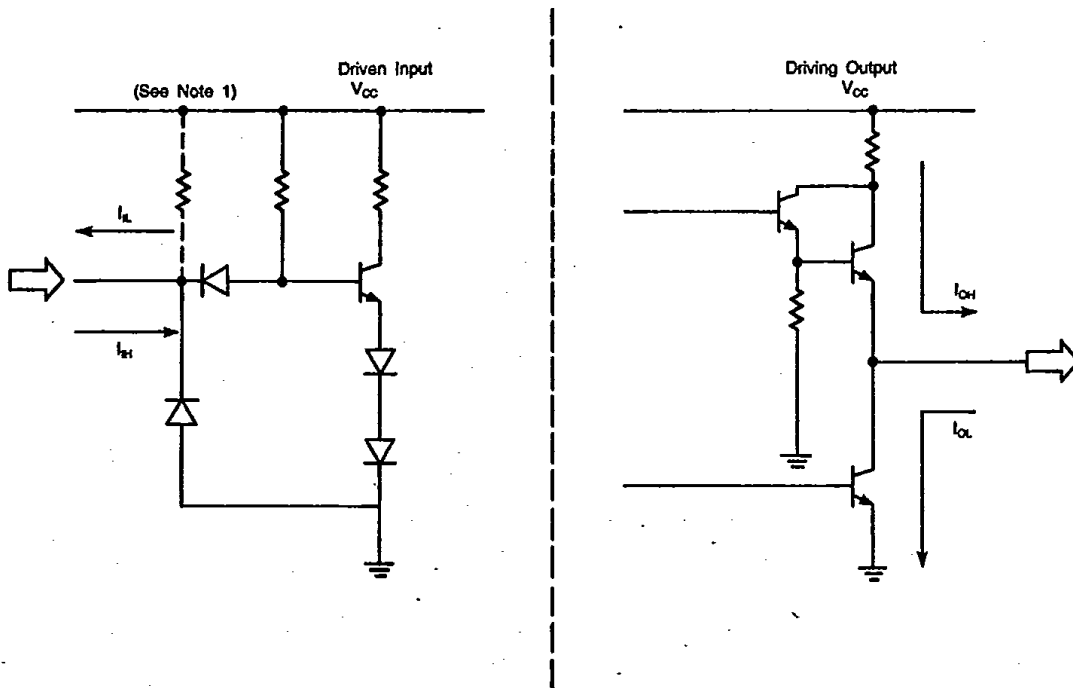 (See Note 1)
Driven Input
VCC
IIL
IIH
Driving Output
VCC
IOH
IOL